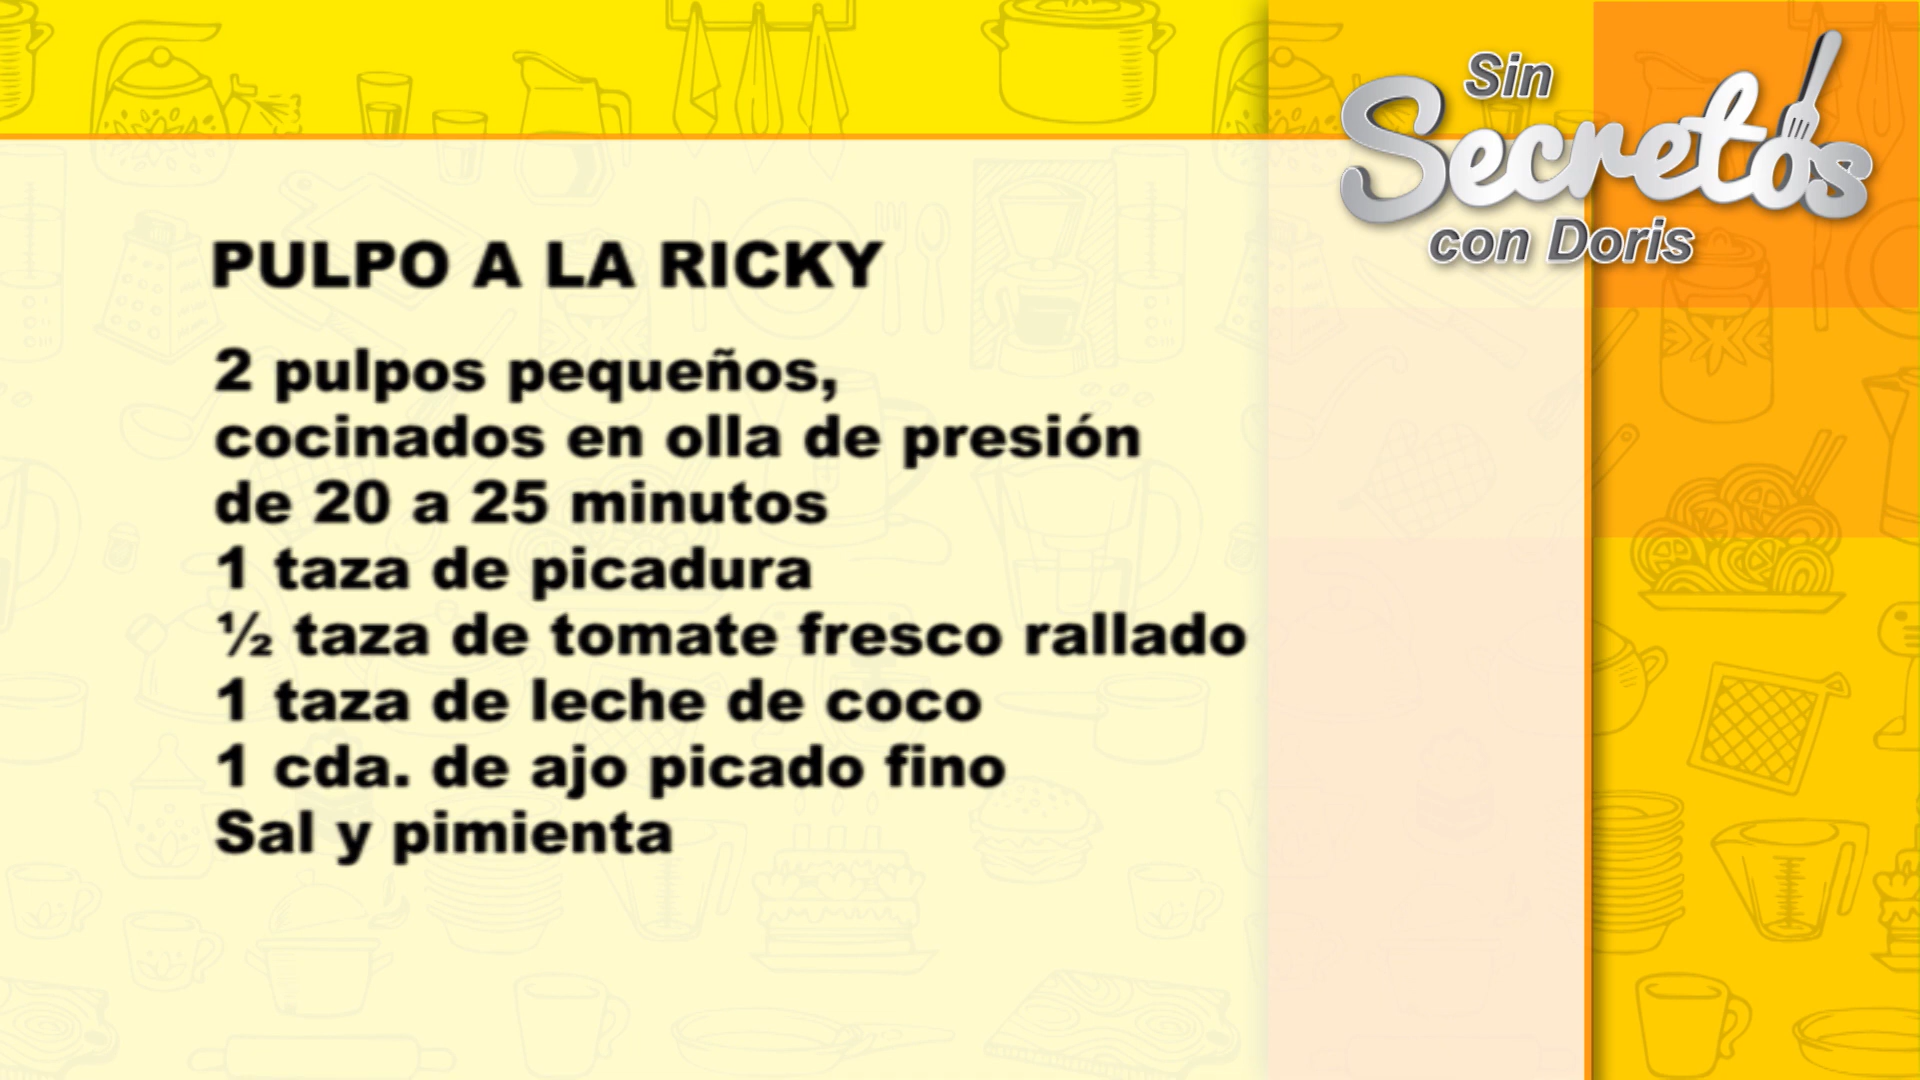 Sin
Secretos
con Doris
PULPO A LA RICKY
2 pulpos pequeños,
cocinados en olla de presión
de 20 a 25 minutos
1 taza de picadura
½ taza de tomate fresco rallado
1 taza de leche de coco
1 cda. de ajo picado fino
Sal y pimienta